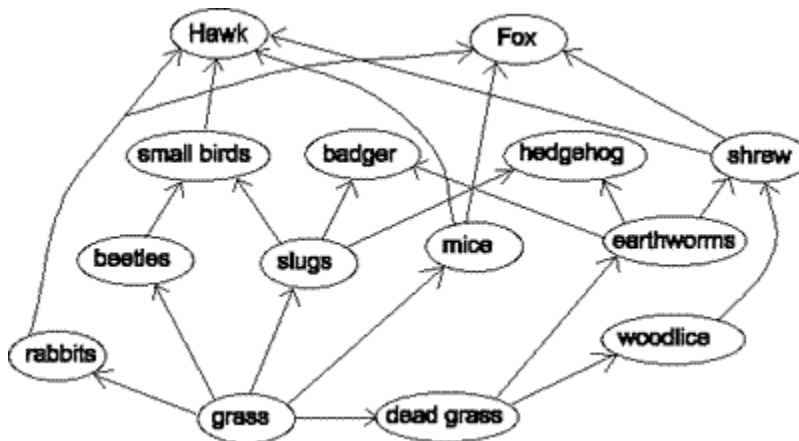 Hawk
Fox
small birds
badger
hedgehog
shrew
beetles
slugs
mice
earthworms
rabbits
woodlice
grass
dead grass